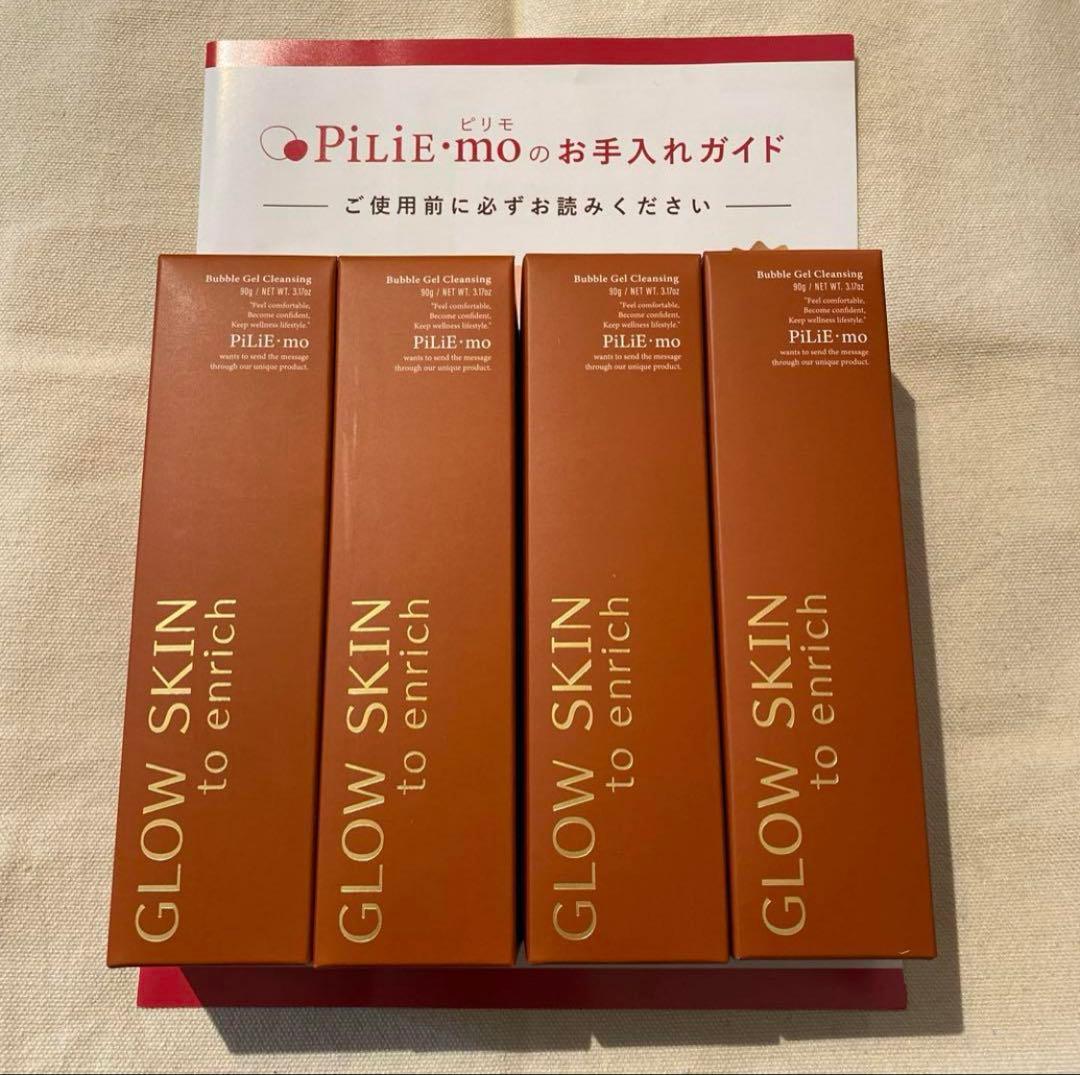 ピリモ
PiLiE・moのお手入れガイド
ご使用前に必ずお読みください
Bubble Gel Cleansing
90g / NET WT. 3.17oz
"Feel comfortable,
Become confident,
Keep wellness lifestyle."
PiLiE・mo
wants to send the message
through our unique product.
GLOW SKIN
to enrich
Bubble Gel Cleansing
90g / NET WT. 3.17oz
"Feel comfortable,
Become confident,
Keep wellness lifestyle."
PiLiE・mo
wants to send the message
through our unique product.
GLOW SKIN
to enrich
Bubble Gel Cleansing
90g / NET WT. 3.17oz
"Feel comfortable,
Become confident,
Keep wellness lifestyle."
PiLiE・mo
wants to send the message
through our unique product.
GLOW SKIN
to enrich
Bubble Gel Cleansing
90g / NET WT. 3.17oz
"Feel comfortable,
Become confident,
Keep wellness lifestyle."
PiLiE・mo
wants to send the message
through our unique product.
GLOW SKIN
to enrich